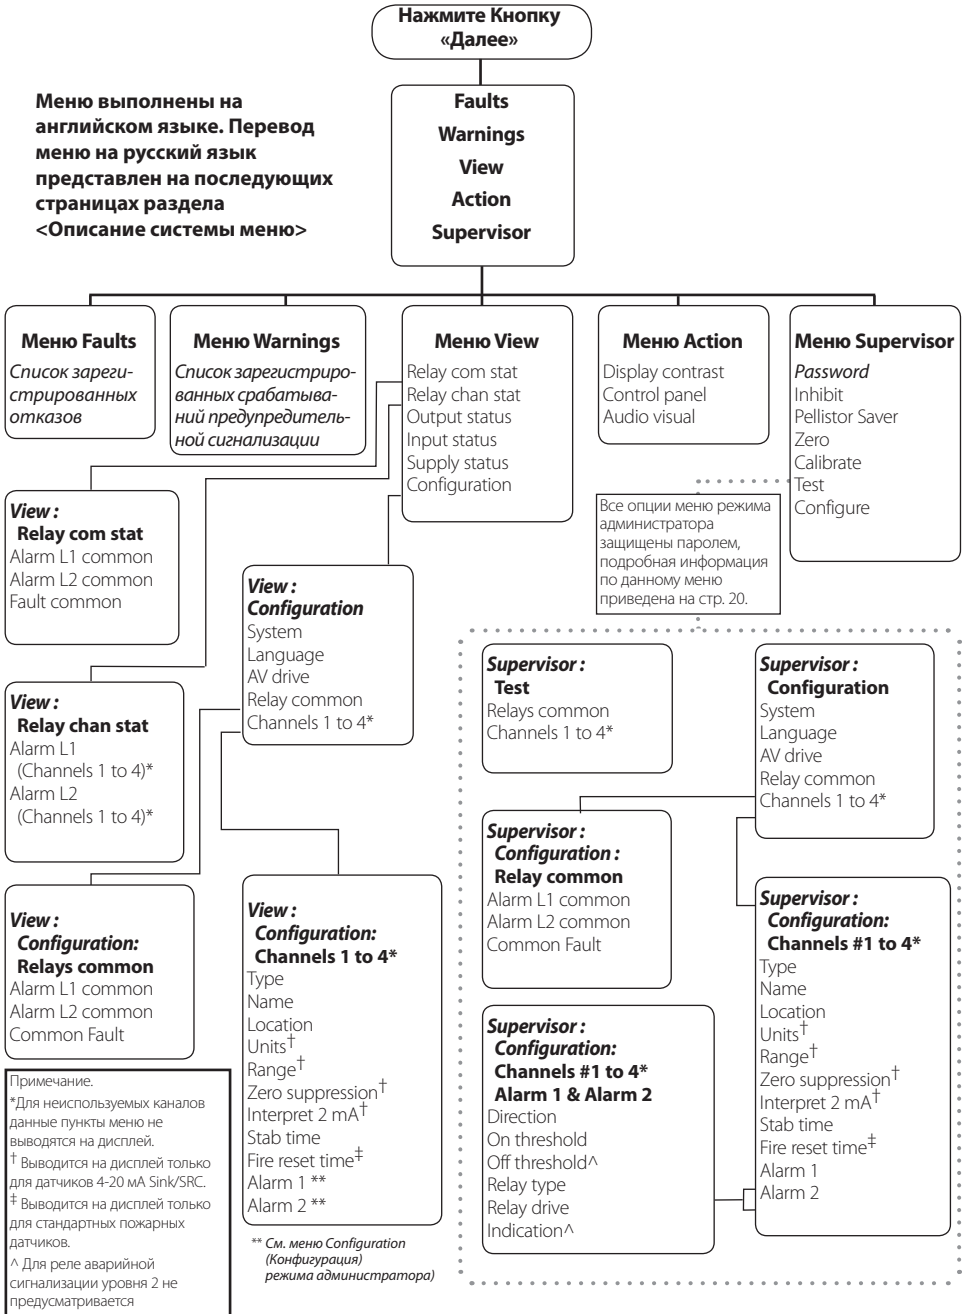 Нажмите Кнопку
«Далее»
Меню выполнены на
английском языке. Перевод
меню на русский язык
представлен на последующих
страницах раздела
<Описание системы меню>
Faults
Warnings
View
Action
Supervisor
Меню Faults
Список зареги-
стрированных
отказов
Меню Warnings
Список зарегистриро-
ванных срабатыва-
ний предупредитель-
ной сигнализации
Меню View
Relay com stat
Relay chan stat
Output status
Input status
Supply status
Configuration
Меню Action
Display contrast
Control panel
Audio visual
Меню Supervisor
Password
Inhibit
Pellistor Saver
Zero
Calibrate
Test
Configure
Все опции меню режима
администратора
защищены паролем,
подробная информация
по данному меню
приведена на стр. 20.
View :
Relay com stat
Alarm L1 common
Alarm L2 common
Fault common
View :
Configuration
System
Language
AV drive
Relay common
Channels 1 to 4*
View :
Relay chan stat
Alarm L1
(Channels 1 to 4)*
Alarm L2
(Channels 1 to 4)*
View :
Configuration:
Relays common
Alarm L1 common
Alarm L2 common
Common Fault
View :
Configuration:
Channels 1 to 4*
Type
Name
Location
Units†
Range†
Zero suppression†
Interpret 2 mA†
Stab time
Fire reset time‡
Alarm 1 **
Alarm 2 **
** См. меню Configuration
(Конфигурация)
режима администратора)
Supervisor :
Test
Relays common
Channels 1 to 4*
Supervisor :
Configuration
System
Language
AV drive
Relay common
Channels 1 to 4*
Supervisor :
Configuration :
Relay common
Alarm L1 common
Alarm L2 common
Common Fault
Supervisor :
Configuration:
Channels #1 to 4*
Type
Name
Location
Units†
Range†
Zero suppression†
Interpret 2 mA†
Stab time
Fire reset time‡
Alarm 1
Alarm 2
Supervisor :
Configuration:
Channels #1 to 4*
Alarm 1 & Alarm 2
Direction
On threshold
Off threshold^
Relay type
Relay drive
Indication^
Примечание.
*Для неиспользуемых каналов
данные пункты меню не
выводятся на дисплей.
† Выводится на дисплей только
для датчиков 4-20 мА Sink/SRC.
‡ Выводится на дисплей только
для стандартных пожарных
датчиков.
^ Для реле аварийной
сигнализации уровня 2 не
предусматривается